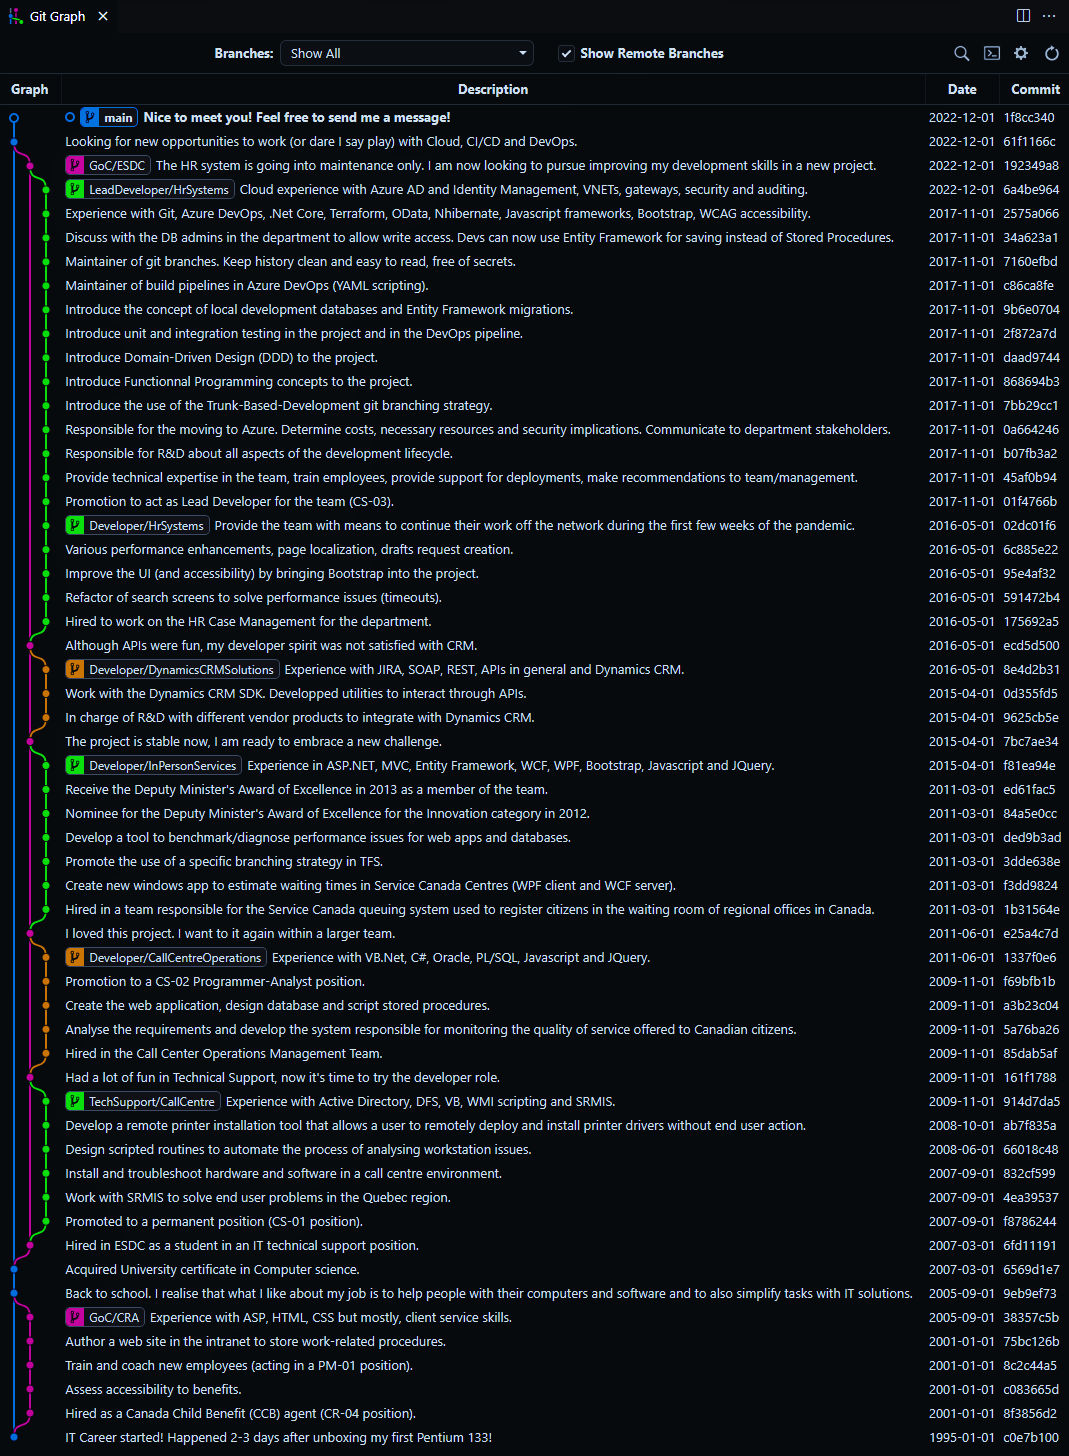 Git Graph
Branches: Show All Show Remote Branches
Graph Description Date Commit
main Nice to meet you! Feel free to send me a message! 2022-12-01 1f8cc340
Looking for new opportunities to work (or dare I say play) with Cloud, CI/CD and DevOps. 2022-12-01 61f1166c
GoC/ESDC The HR system is going into maintenance only. I am now looking to pursue improving my development skills in a new project. 2022-12-01 192349a8
LeadDeveloper/HrSystems Cloud experience with Azure AD and Identity Management, VNETs, gateways, security and auditing. 2022-12-01 6a4be964
Experience with Git, Azure DevOps, .Net Core, Terraform, OData, Nhibernate, Javascript frameworks, Bootstrap, WCAG accessibility. 2017-11-01 2575a066
Discuss with the DB admins in the department to allow write access. Devs can now use Entity Framework for saving instead of Stored Procedures. 2017-11-01 34a623a1
Maintainer of git branches. Keep history clean and easy to read, free of secrets. 2017-11-01 7160efbd
Maintainer of build pipelines in Azure DevOps (YAML scripting). 2017-11-01 c86ca8fe
Introduce the concept of local development databases and Entity Framework migrations. 2017-11-01 9b6e0704
Introduce unit and integration testing in the project and in the DevOps pipeline. 2017-11-01 2f872a7d
Introduce Domain-Driven Design (DDD) to the project. 2017-11-01 daad9744
Introduce Functionnal Programming concepts to the project. 2017-11-01 868694b3
Introduce the use of the Trunk-Based-Development git branching strategy. 2017-11-01 7bb29cc1
Responsible for the moving to Azure. Determine costs, necessary resources and security implications. Communicate to department stakeholders. 2017-11-01 0a664246
Responsible for R&D about all aspects of the development lifecycle. 2017-11-01 b07fb3a2
Provide technical expertise in the team, train employees, provide support for deployments, make recommendations to team/management. 2017-11-01 45af0b94
Promotion to act as Lead Developer for the team (CS-03). 2017-11-01 01f4766b
Developer/HrSystems Provide the team with means to continue their work off the network during the first few weeks of the pandemic. 2016-05-01 02dc01f6
Various performance enhancements, page localization, drafts request creation. 2016-05-01 6c885e22
Improve the UI (and accessibility) by bringing Bootstrap into the project. 2016-05-01 95e4af32
Refactor of search screens to solve performance issues (timeouts). 2016-05-01 591472b4
Hired to work on the HR Case Management for the department. 2016-05-01 175692a5
Although APIs were fun, my developer spirit was not satisfied with CRM. 2016-05-01 ecd5d500
Developer/DynamicsCRMSolutions Experience with JIRA, SOAP, REST, APIs in general and Dynamics CRM. 2016-05-01 8e4d2b31
Work with the Dynamics CRM SDK. Developped utilities to interact through APIs. 2015-04-01 0d355fd5
In charge of R&D with different vendor products to integrate with Dynamics CRM. 2015-04-01 9625cb5e
The project is stable now, I am ready to embrace a new challenge. 2015-04-01 7bc7ae34
Developer/InPersonServices Experience in ASP.NET, MVC, Entity Framework, WCF, WPF, Bootstrap, Javascript and JQuery. 2015-04-01 f81ea94e
Receive the Deputy Minister's Award of Excellence in 2013 as a member of the team. 2011-03-01 ed61fac5
Nominee for the Deputy Minister's Award of Excellence for the Innovation category in 2012. 2011-03-01 84a5e0cc
Develop a tool to benchmark/diagnose performance issues for web apps and databases. 2011-03-01 ded9b3ad
Promote the use of a specific branching strategy in TFS. 2011-03-01 3dde638e
Create new windows app to estimate waiting times in Service Canada Centres (WPF client and WCF server). 2011-03-01 f3dd9824
Hired in a team responsible for the Service Canada queuing system used to register citizens in the waiting room of regional offices in Canada. 2011-03-01 1b31564e
I loved this project. I want to it again within a larger team. 2011-06-01 e25a4c7d
Developer/CallCentreOperations Experience with VB.Net, C#, Oracle, PL/SQL, Javascript and JQuery. 2011-06-01 1337f0e6
Promotion to a CS-02 Programmer-Analyst position. 2009-11-01 f69bfb1b
Create the web application, design database and script stored procedures. 2009-11-01 a3b23c04
Analyse the requirements and develop the system responsible for monitoring the quality of service offered to Canadian citizens. 2009-11-01 5a76ba26
Hired in the Call Center Operations Management Team. 2009-11-01 85dab5af
Had a lot of fun in Technical Support, now it's time to try the developer role. 2009-11-01 161f1788
TechSupport/CallCentre Experience with Active Directory, DFS, VB, WMI scripting and SRMIS. 2009-11-01 914d7da5
Develop a remote printer installation tool that allows a user to remotely deploy and install printer drivers without end user action. 2008-10-01 ab7f835a
Design scripted routines to automate the process of analysing workstation issues. 2008-06-01 66018c48
Install and troubleshoot hardware and software in a call centre environment. 2007-09-01 832cf599
Work with SRMIS to solve end user problems in the Quebec region. 2007-09-01 4ea39537
Promoted to a permanent position (CS-01 position). 2007-09-01 f8786244
Hired in ESDC as a student in an IT technical support position. 2007-03-01 6fd11191
Acquired University certificate in Computer science. 2007-03-01 6569d1e7
Back to school. I realise that what I like about my job is to help people with their computers and software and to also simplify tasks with IT solutions. 2005-09-01 9eb9ef73
GoC/CRA Experience with ASP, HTML, CSS but mostly, client service skills. 2005-09-01 38357c5b
Author a web site in the intranet to store work-related procedures. 2001-01-01 75bc126b
Train and coach new employees (acting in a PM-01 position). 2001-01-01 8c2c44a5
Assess accessibility to benefits. 2001-01-01 c083665d
Hired as a Canada Child Benefit (CCB) agent (CR-04 position). 2001-01-01 8f3856d2
IT Career started! Happened 2-3 days after unboxing my first Pentium 133! 1995-01-01 c0e7b100